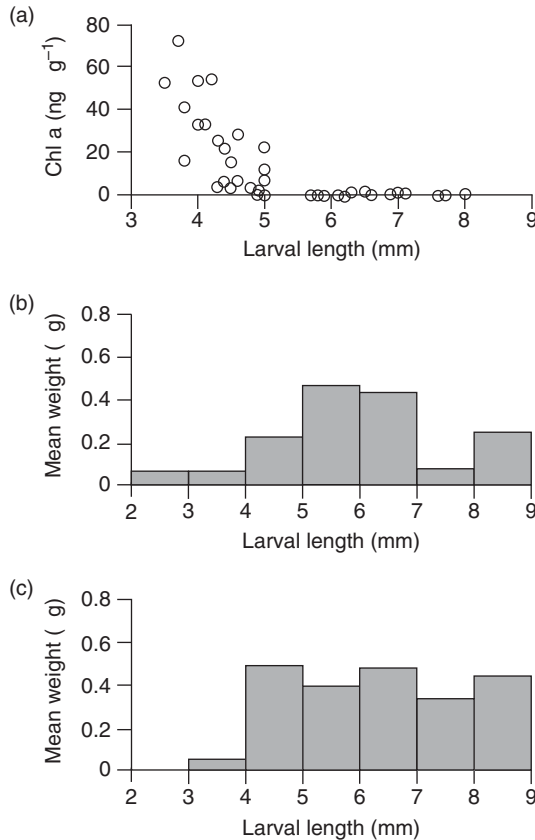 (a)
Chl a (ng g⁻¹)
80
60
40
20
0
3 4 5 6 7 8 9
Larval length (mm)
(b)
Mean weight ( g)
0.8
0.6
0.4
0.2
0
2 3 4 5 6 7 8 9
Larval length (mm)
(c)
Mean weight ( g)
0.8
0.6
0.4
0.2
0
2 3 4 5 6 7 8 9
Larval length (mm)